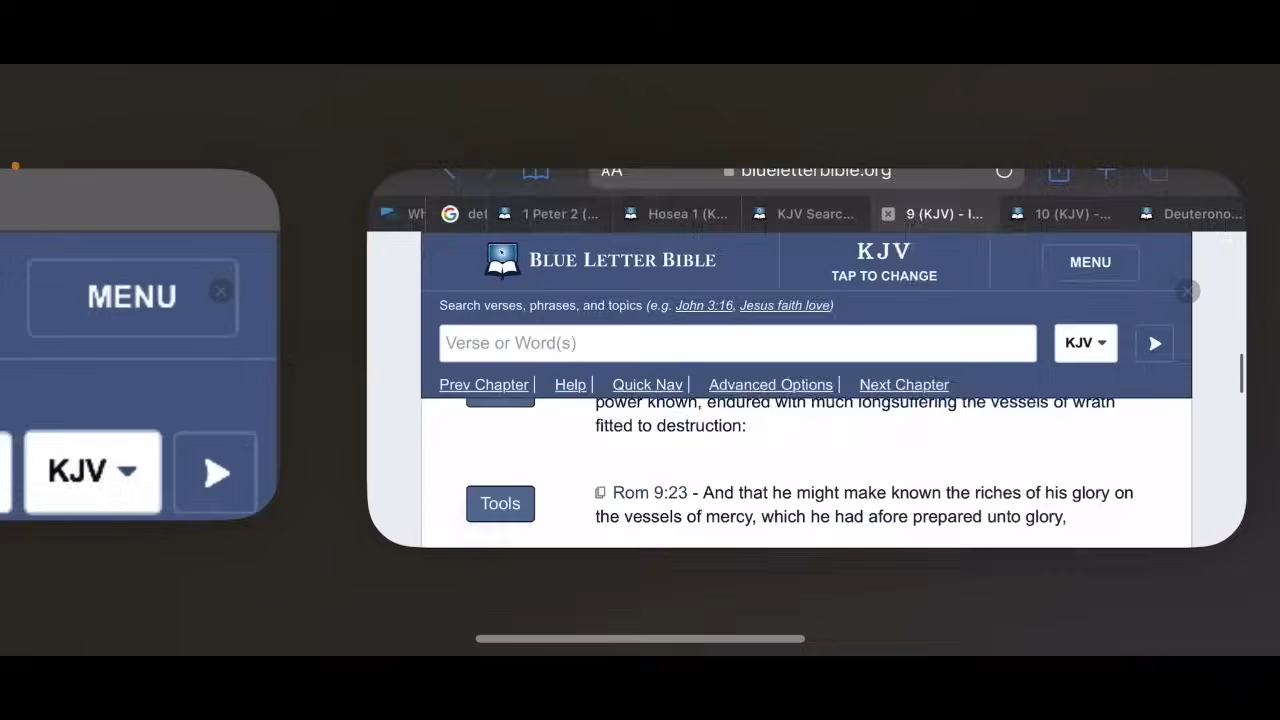 MENU
KJV
AA blueletterbible.org
Wh
def
1 Peter 2 (...
Hosea 1 (K...
KJV Searc...
9 (KJV) - I...
10 (KJV) -...
Deuterono...
BLUE LETTER BIBLE
KJV
TAP TO CHANGE
MENU
Search verses, phrases, and topics (e.g. John 3:16, Jesus faith love)
Verse or Word(s)
KJV
Prev Chapter | Help | Quick Nav | Advanced Options | Next Chapter
power known, endured with much longsuffering the vessels of wrath
fitted to destruction:
Tools
Rom 9:23 - And that he might make known the riches of his glory on
the vessels of mercy, which he had afore prepared unto glory,